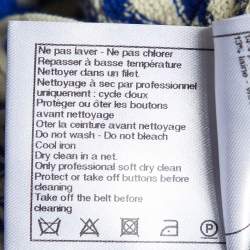 Ne pas laver - Ne pas chlorer
Repasser à basse température
Nettoyer dans un filet.
Nettoyage à sec par professionnel
uniquement : cycle doux
Protéger ou ôter les boutons
avant nettoyage
Oter la ceinture avant nettoyage
Do not wash - Do not bleach
Cool iron
Dry clean in a net.
Only professional soft dry clean
Protect or take off buttons before
cleaning
Take off the belt before
cleaning
P